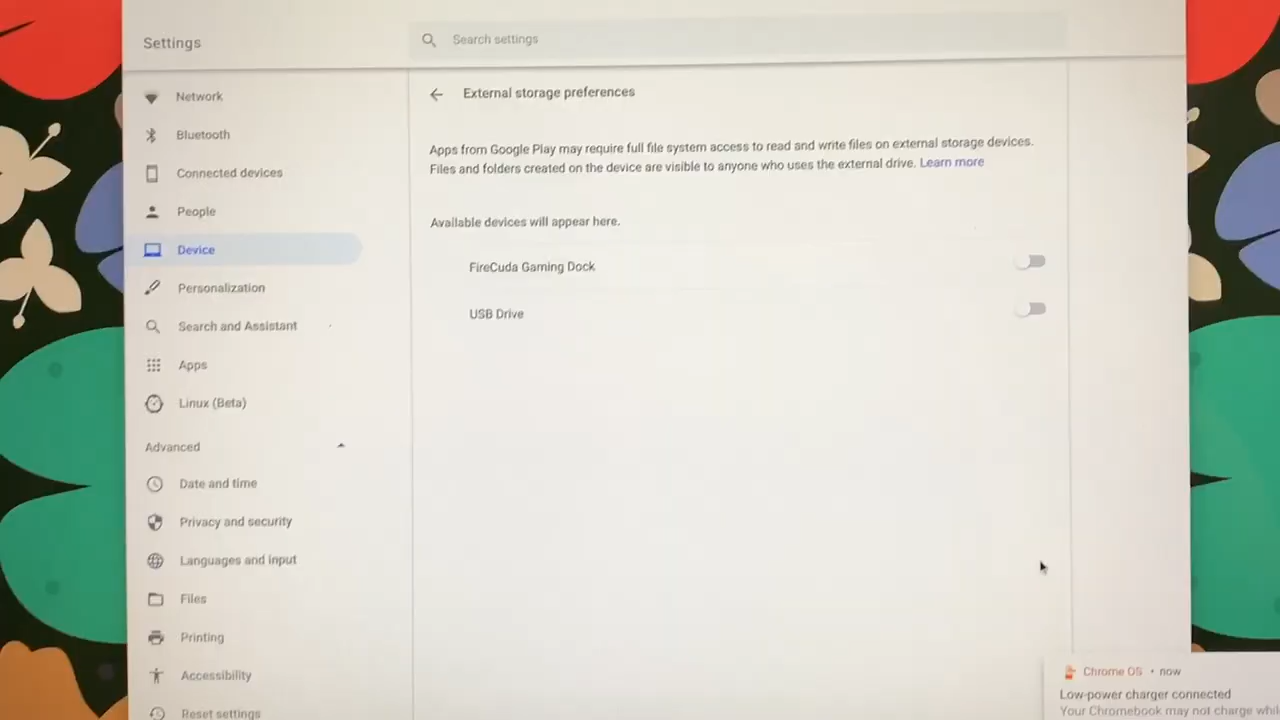 Settings
Search settings
Network
Bluetooth
Connected devices
People
Device
Personalization
Search and Assistant
Apps
Linux (Beta)
Advanced
Date and time
Privacy and security
Languages and input
Files
Printing
Accessibility
Reset settings
External storage preferences
Apps from Google Play may require full file system access to read and write files on external storage devices.
Files and folders created on the device are visible to anyone who uses the external drive. Learn more
Available devices will appear here.
FireCuda Gaming Dock
USB Drive
Chrome OS • now
Low-power charger connected
Your Chromebook may not charge whil